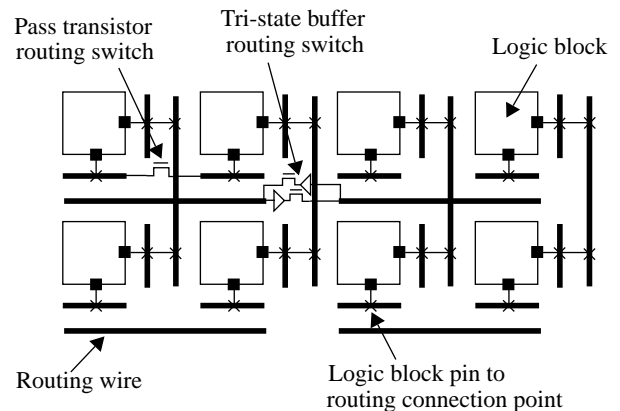 Pass transistor
routing switch
Tri-state buffer
routing switch
Logic block
Routing wire
Logic block pin to
routing connection point